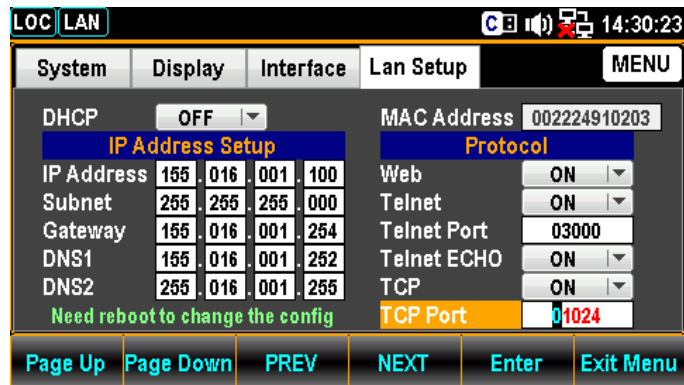 LOC LAN C 14:30:23
System Display Interface Lan Setup MENU
DHCP OFF MAC Address 002224910203
IP Address Setup Protocol
IP Address 155 . 016 . 001 . 100 Web ON
Subnet 255 . 255 . 255 . 000 Telnet ON
Gateway 155 . 016 . 001 . 254 Telnet Port 03000
DNS1 155 . 016 . 001 . 252 Telnet ECHO ON
DNS2 255 . 016 . 001 . 255 TCP ON
Need reboot to change the config TCP Port 01024
Page Up Page Down PREV NEXT Enter Exit Menu